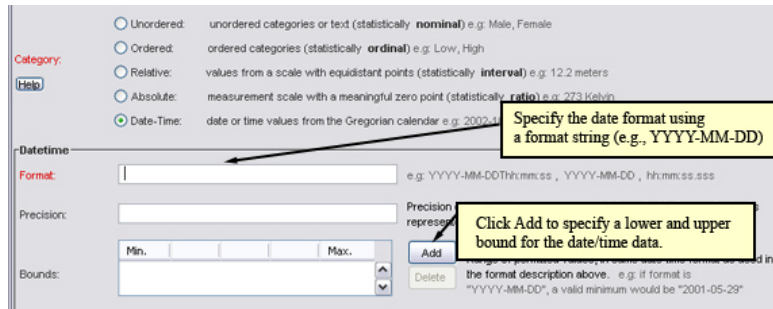 Unordered: unordered categories or text (statistically nominal) e.g: Male, Female
Ordered: ordered categories (statistically ordinal) e.g: Low, High
Category:
Relative: values from a scale with equidistant points (statistically interval) e.g: 12.2 meters
Help
Absolute: measurement scale with a meaningful zero point (statistically ratio) e.g: 273 Kelvin
Date-Time: date or time values from the Gregorian calendar e.g: 2002-1
Specify the date format using
a format string (e.g., YYYY-MM-DD)
Datetime
Format: e.g: YYYY-MM-DDThh:mm:ss , YYYY-MM-DD , hh:mm:ss.sss
Precision: Precision
represe
Click Add to specify a lower and upper
bound for the date/time data.
Min. Max.
Add
Bounds:
Delete
the format description above. e.g: if format is
"YYYY-MM-DD", a valid minimum would be "2001-05-29"